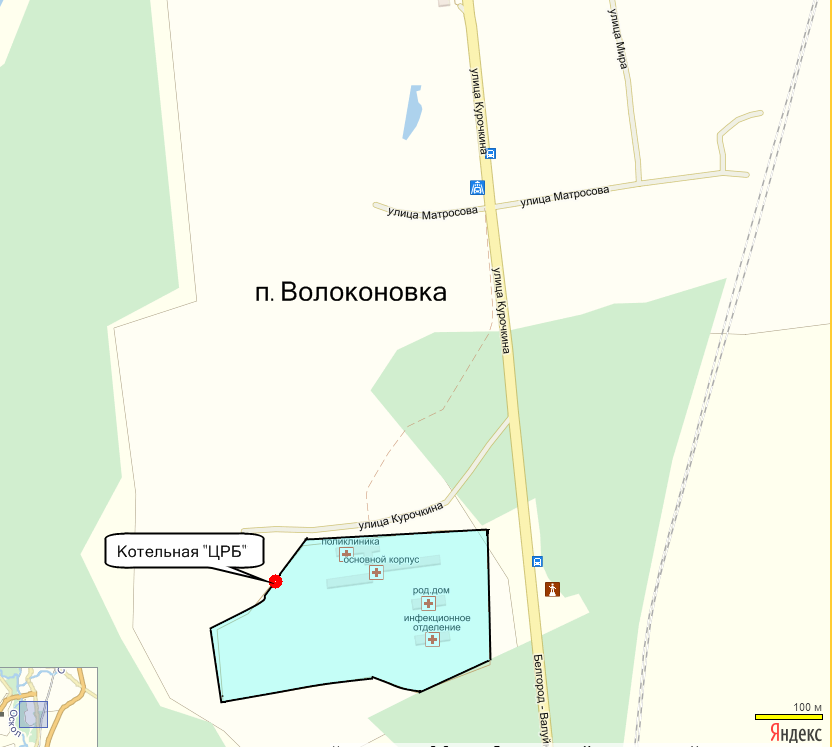 улица Мира
улица Курочкина
улица Матросова
улица Матросова
п. Волоконовка
улица Курочкина
улица Курочкина
Котельная "ЦРБ"
поликлиника
основной корпус
род.дом
инфекционное
отделение
Белгород - Валуй
Оскол
100 м
Яндекс